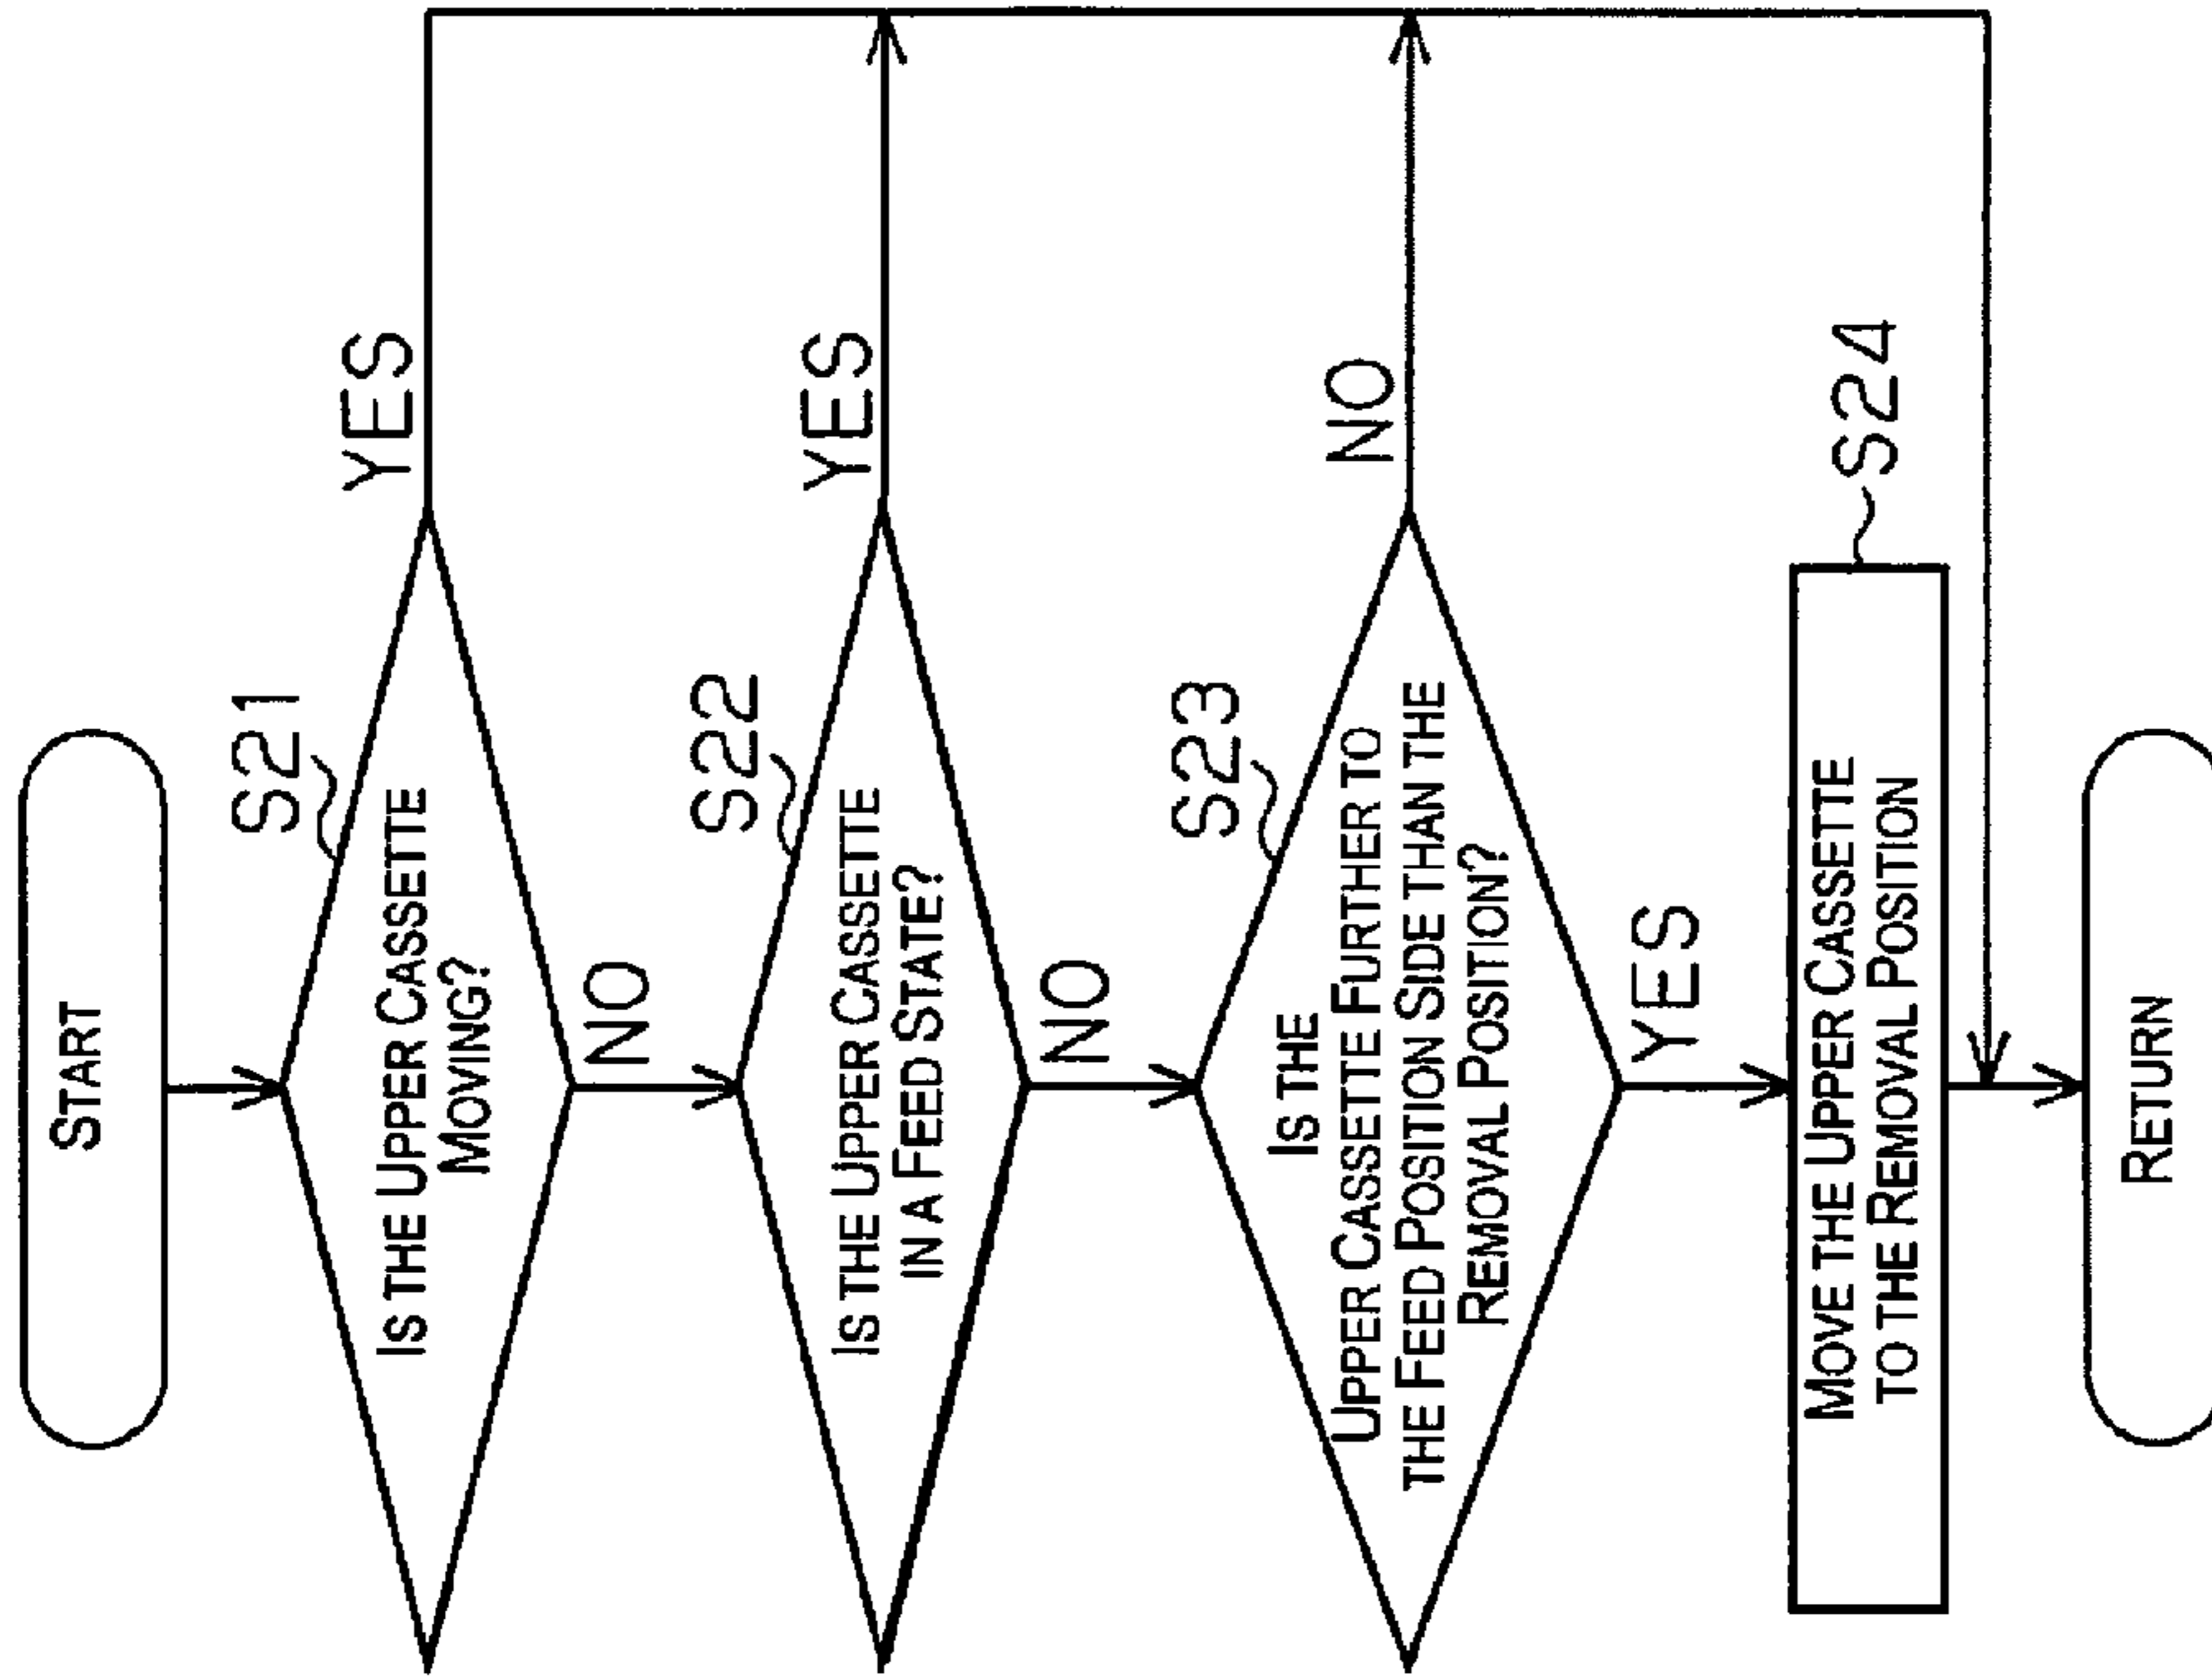 START
S21
IS THE UPPER CASSETTE
MOVING?
YES
NO
S22
IS THE UPPER CASSETTE
IN A FEED STATE?
YES
NO
S23
IS THE
UPPER CASSETTE FURTHER TO
THE FEED POSITION SIDE THAN THE
REMOVAL POSITION?
NO
YES
S24
MOVE THE UPPER CASSETTE
TO THE REMOVAL POSITION
RETURN